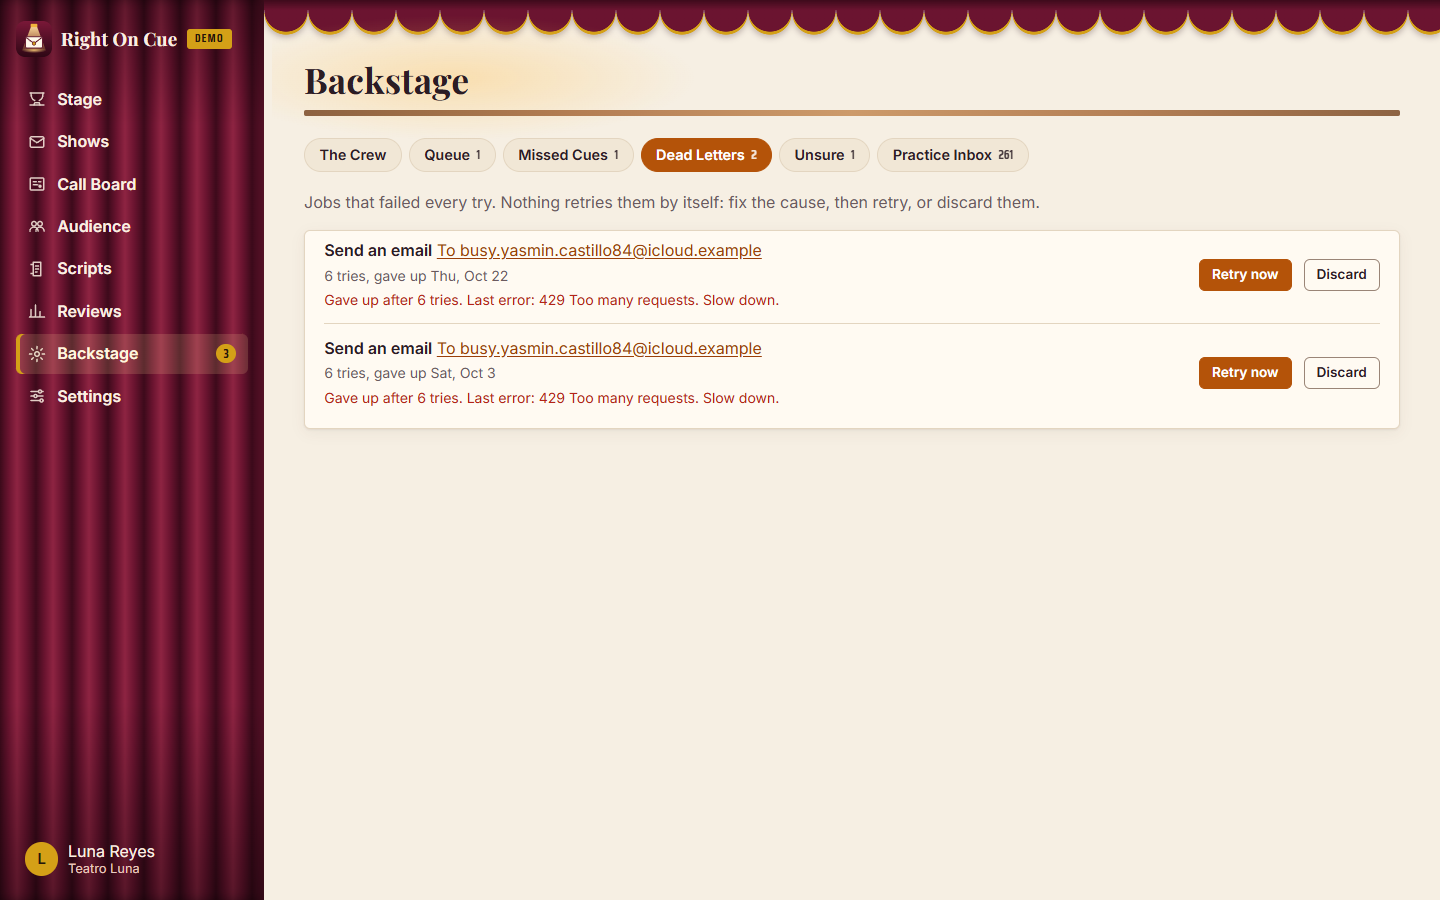 Right On Cue DEMO
Stage
Shows
Call Board
Audience
Scripts
Reviews
Backstage 3
Settings
L
Luna Reyes
Teatro Luna
Backstage
The Crew
Queue 1
Missed Cues 1
Dead Letters 2
Unsure 1
Practice Inbox 261
Jobs that failed every try. Nothing retries them by itself: fix the cause, then retry, or discard them.
Send an email To busy.yasmin.castillo84@icloud.example
6 tries, gave up Thu, Oct 22
Gave up after 6 tries. Last error: 429 Too many requests. Slow down.
Retry now
Discard
Send an email To busy.yasmin.castillo84@icloud.example
6 tries, gave up Sat, Oct 3
Gave up after 6 tries. Last error: 429 Too many requests. Slow down.
Retry now
Discard